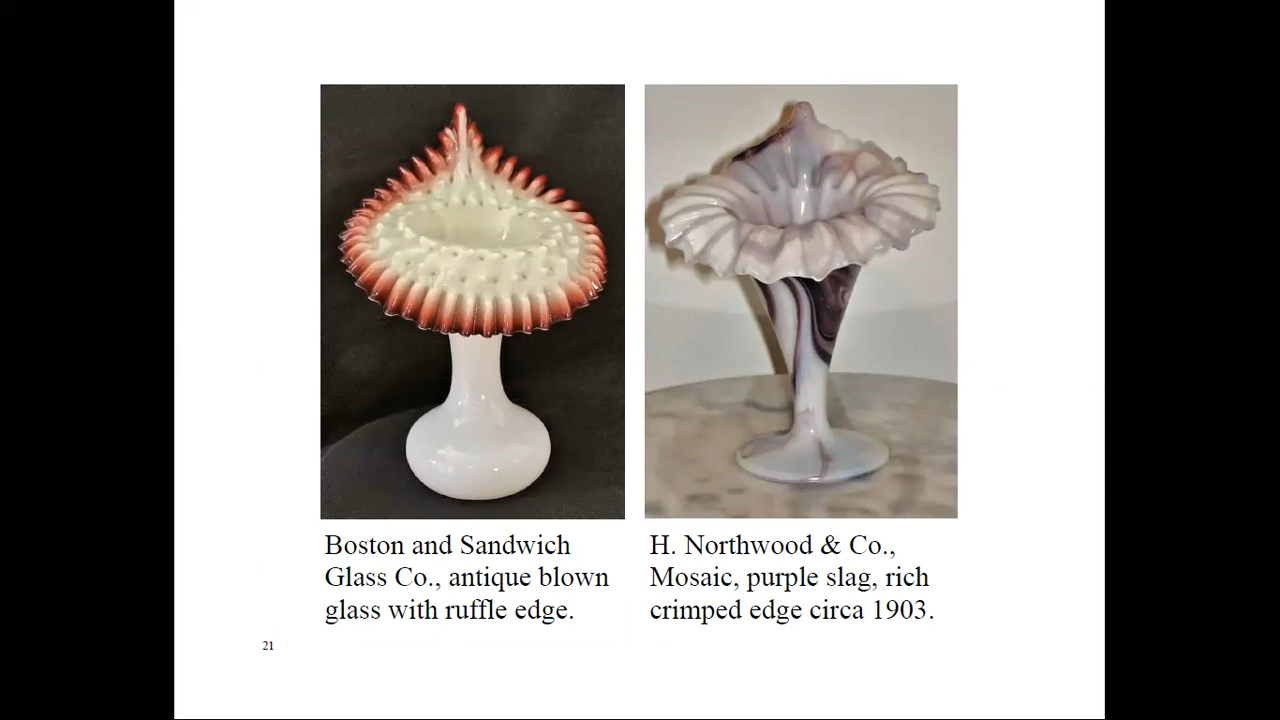 Boston and Sandwich
Glass Co., antique blown
glass with ruffle edge.
H. Northwood & Co.,
Mosaic, purple slag, rich
crimped edge circa 1903.
21